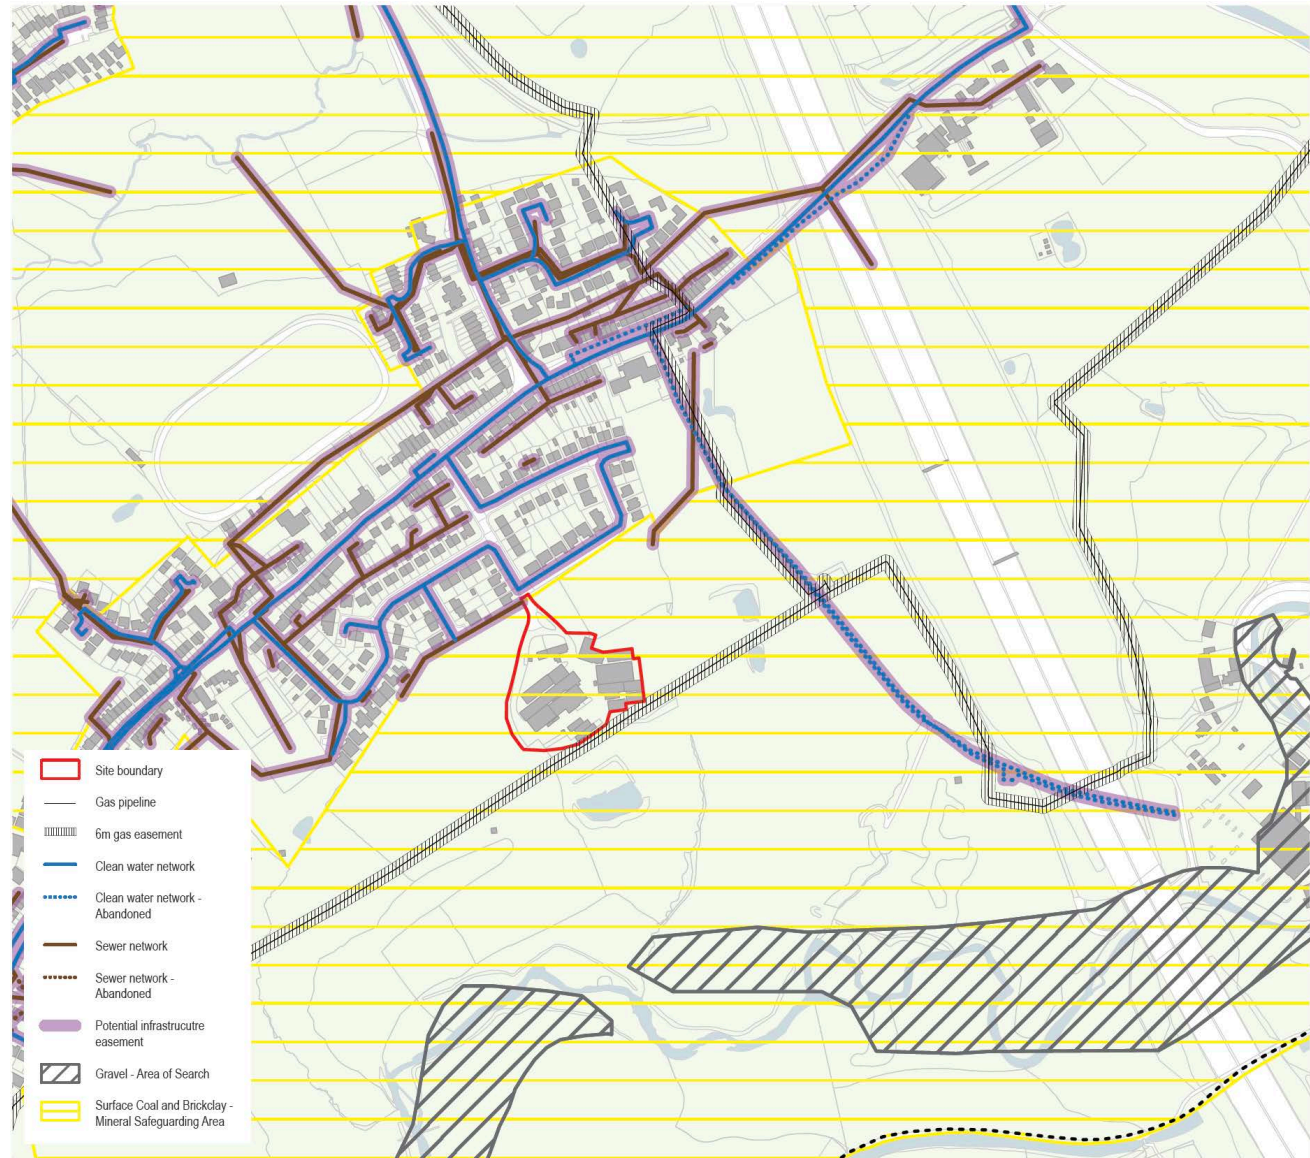 Site boundary
Gas pipeline
6m gas easement
Clean water network
Clean water network -
Abandoned
Sewer network
Sewer network -
Abandoned
Potential infrastrucutre
easement
Gravel - Area of Search
Surface Coal and Brickclay -
Mineral Safeguarding Area